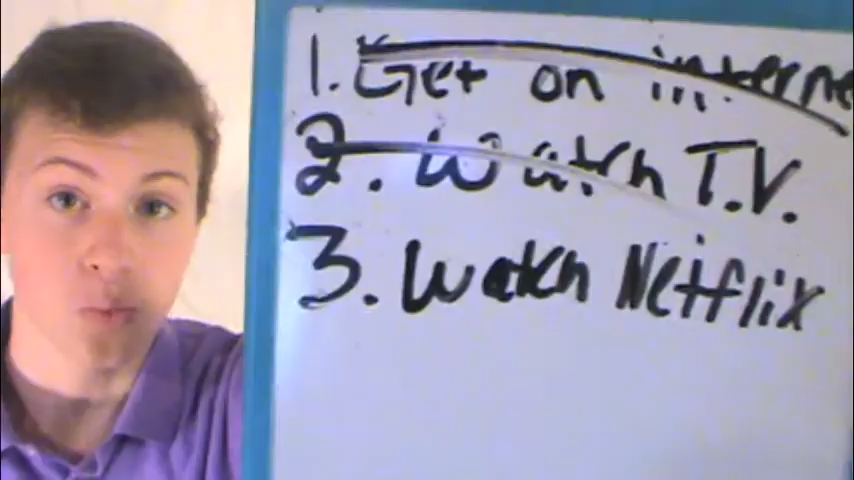 1. Get on interne
2. Watch T.V.
3. Watch Netflix